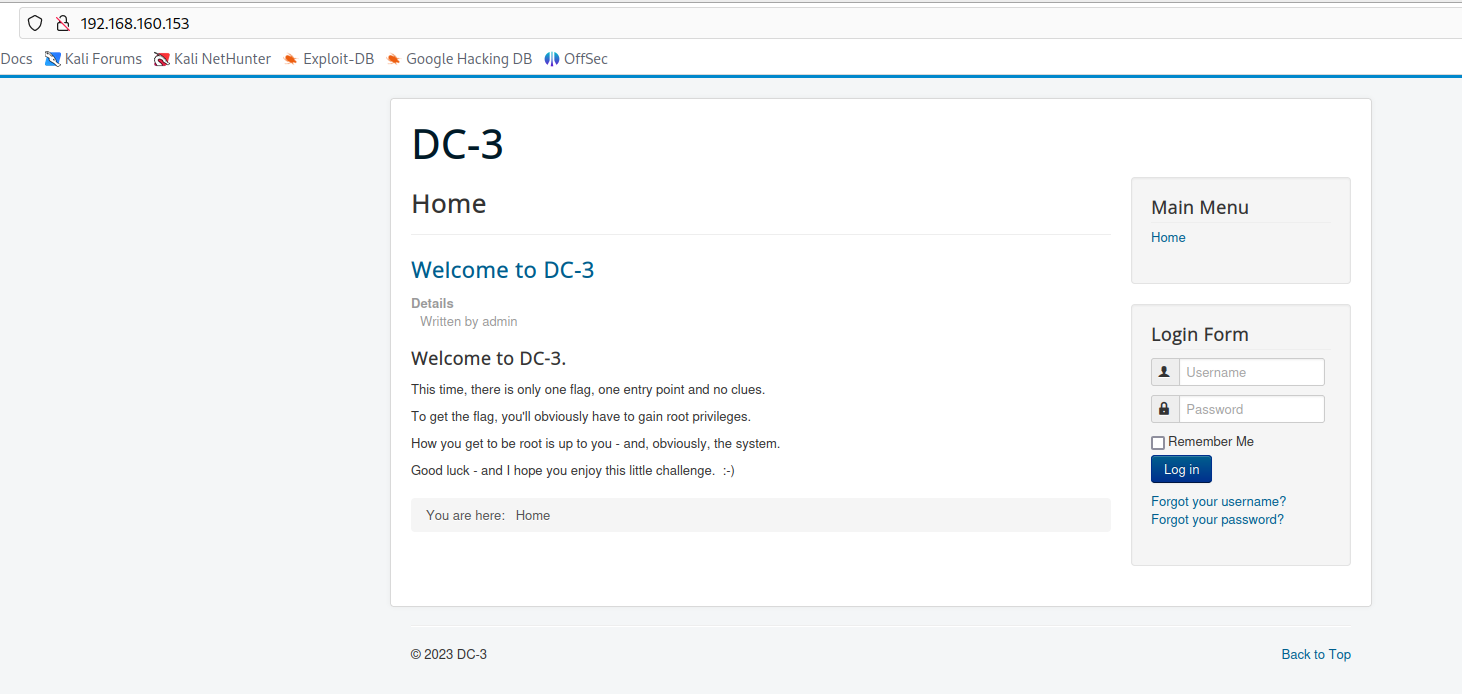 192.168.160.153
Docs Kali Forums Kali NetHunter Exploit-DB Google Hacking DB OffSec
DC-3
Home
Welcome to DC-3
Details
Written by admin
Welcome to DC-3.
This time, there is only one flag, one entry point and no clues.
To get the flag, you'll obviously have to gain root privileges.
How you get to be root is up to you - and, obviously, the system.
Good luck - and I hope you enjoy this little challenge.  :-)
You are here: Home
Main Menu
Home
Login Form
Username
Password
Remember Me
Log in
Forgot your username?
Forgot your password?
© 2023 DC-3
Back to Top